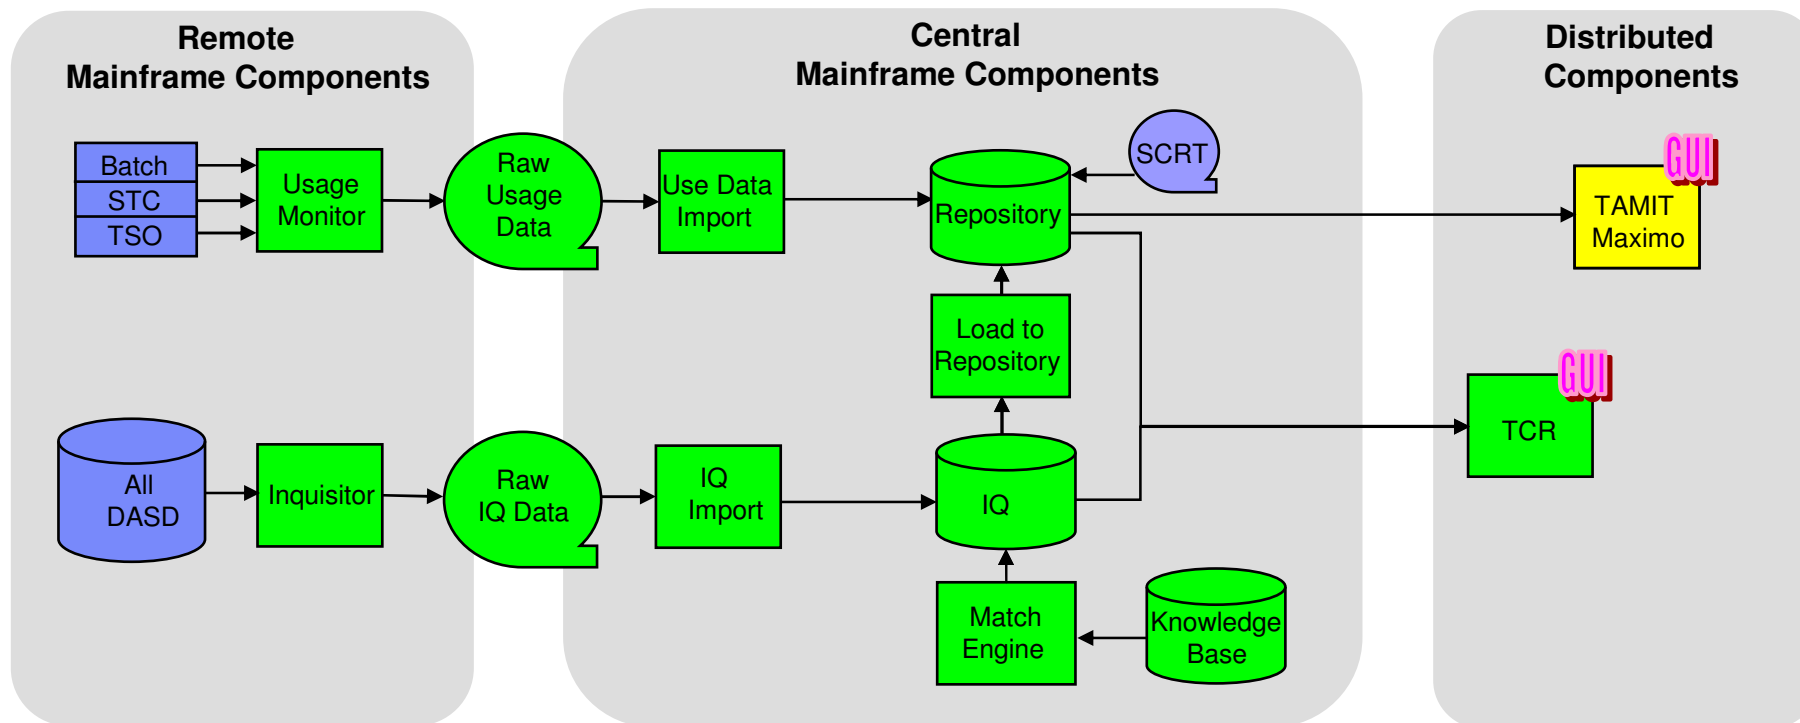 Remote
Mainframe Components
Central
Mainframe Components
Distributed
Components
Batch
STC
TSO
Usage
Monitor
Raw
Usage
Data
Use Data
Import
Repository
SCRT
GUI
TAMIT
Maximo
Load to
Repository
GUI
TCR
All
DASD
Inquisitor
Raw
IQ Data
IQ
Import
IQ
Match
Engine
Knowledge
Base